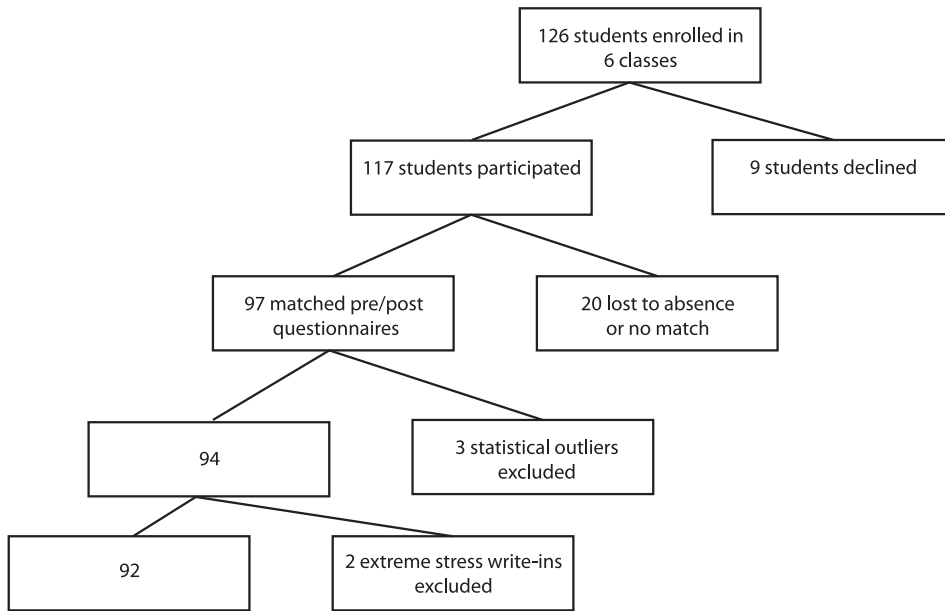 126 students enrolled in
6 classes
117 students participated
9 students declined
97 matched pre/post
questionnaires
20 lost to absence
or no match
94
3 statistical outliers
excluded
92
2 extreme stress write-ins
excluded